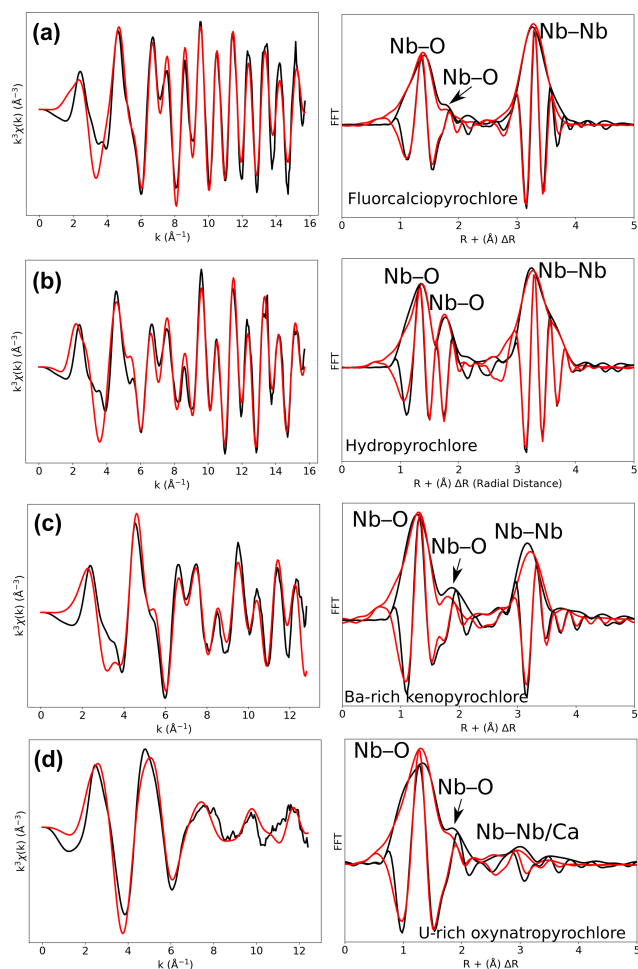 (a)
k³χ(k) (Å⁻³)
0 2 4 6 8 10 12 14 16
k (Å⁻¹)
Nb–O
Nb–O
Nb–Nb
FFT
Fluorcalciopyrochlore
0 1 2 3 4 5
R + (Å) ΔR
(b)
k³χ(k) (Å⁻³)
0 2 4 6 8 10 12 14 16
k (Å⁻¹)
Nb–O
Nb–O
Nb–Nb
FFT
Hydropyrochlore
0 1 2 3 4 5
R + (Å) ΔR (Radial Distance)
(c)
k³χ(k) (Å⁻³)
0 2 4 6 8 10 12
k (Å⁻¹)
Nb–O
Nb–O
Nb–Nb
FFT
Ba-rich kenopyrochlore
0 1 2 3 4 5
R + (Å) ΔR
(d)
k³χ(k) (Å⁻³)
0 2 4 6 8 10 12
k (Å⁻¹)
Nb–O
Nb–O
Nb–Nb/Ca
FFT
U-rich oxynatropyrochlore
0 1 2 3 4 5
R + (Å) ΔR